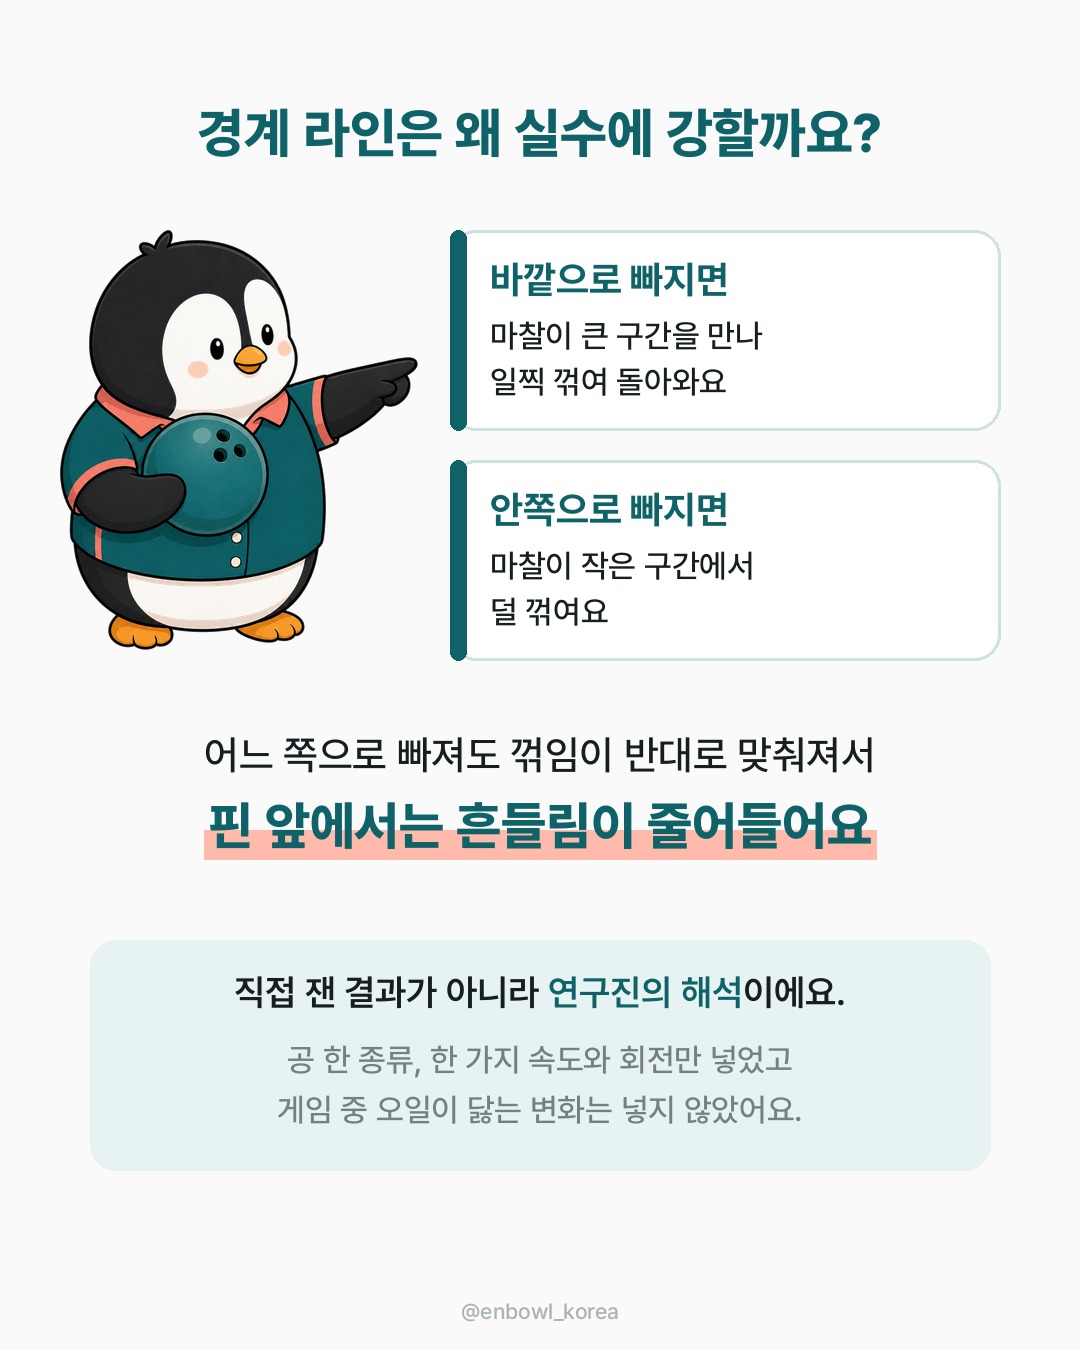 경계 라인은 왜 실수에 강할까요?
바깥으로 빠지면
마찰이 큰 구간을 만나
일찍 꺾여 돌아와요
안쪽으로 빠지면
마찰이 작은 구간에서
덜 꺾여요
어느 쪽으로 빠져도 꺾임이 반대로 맞춰져서
핀 앞에서는 흔들림이 줄어들어요
직접 잰 결과가 아니라 연구진의 해석이에요.
공 한 종류, 한 가지 속도와 회전만 넣었고
게임 중 오일이 닳는 변화는 넣지 않았어요.
@enbowl_korea